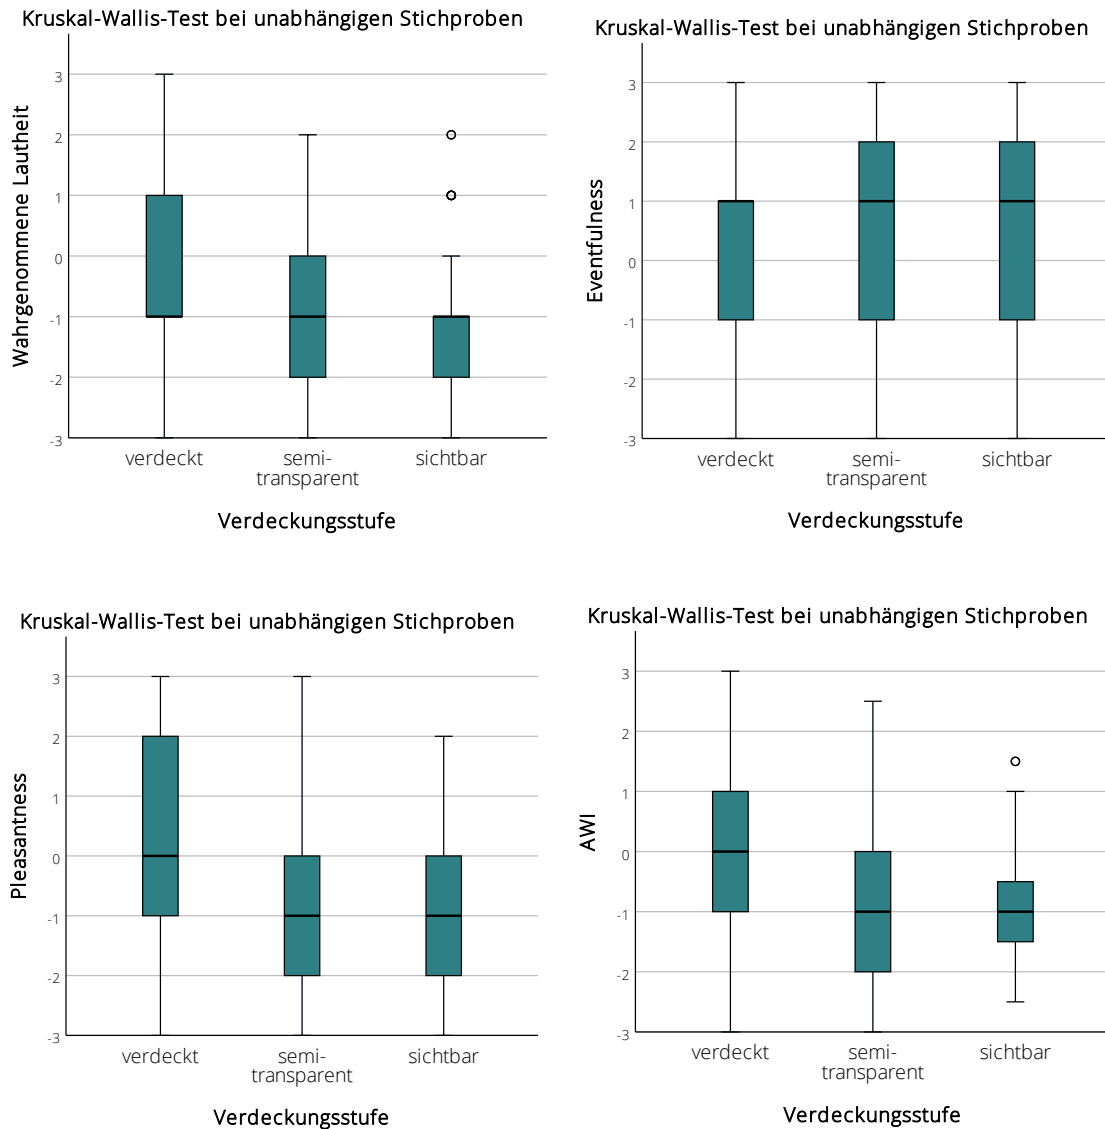 Kruskal-Wallis-Test bei unabhängigen Stichproben
Wahrgenommene Lautheit
3
2
1
0
-1
-2
-3
verdeckt
semi-
transparent
sichtbar
Verdeckungsstufe
Kruskal-Wallis-Test bei unabhängigen Stichproben
Eventfulness
3
2
1
0
-1
-2
-3
verdeckt
semi-
transparent
sichtbar
Verdeckungsstufe
Kruskal-Wallis-Test bei unabhängigen Stichproben
Pleasantness
3
2
1
0
-1
-2
-3
verdeckt
semi-
transparent
sichtbar
Verdeckungsstufe
Kruskal-Wallis-Test bei unabhängigen Stichproben
AWI
3
2
1
0
-1
-2
-3
verdeckt
semi-
transparent
sichtbar
Verdeckungsstufe